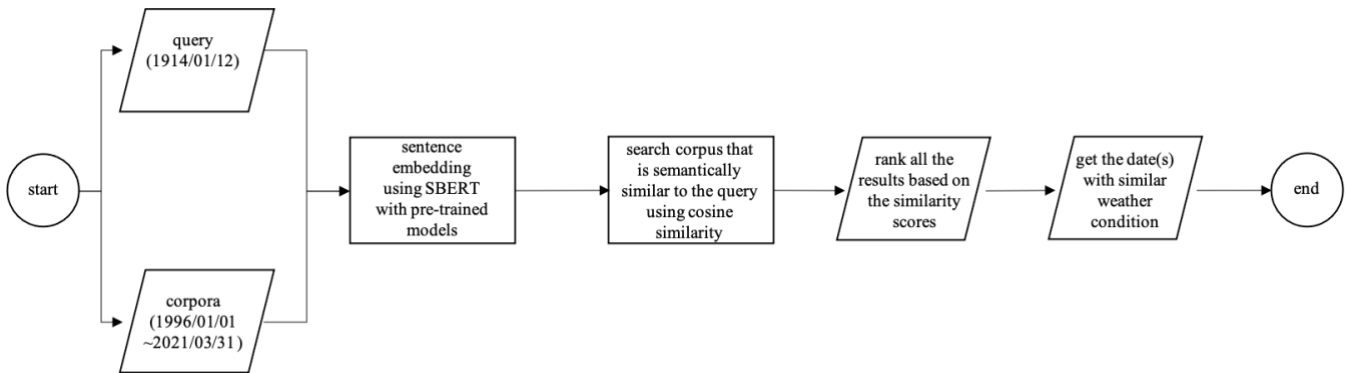 start
query
(1914/01/12)
corpora
(1996/01/01
~2021/03/31)
sentence
embedding
using SBERT
with pre-trained
models
search corpus that
is semantically
similar to the query
using cosine
similarity
rank all the
results based on
the similarity
scores
get the date(s)
with similar
weather
condition
end